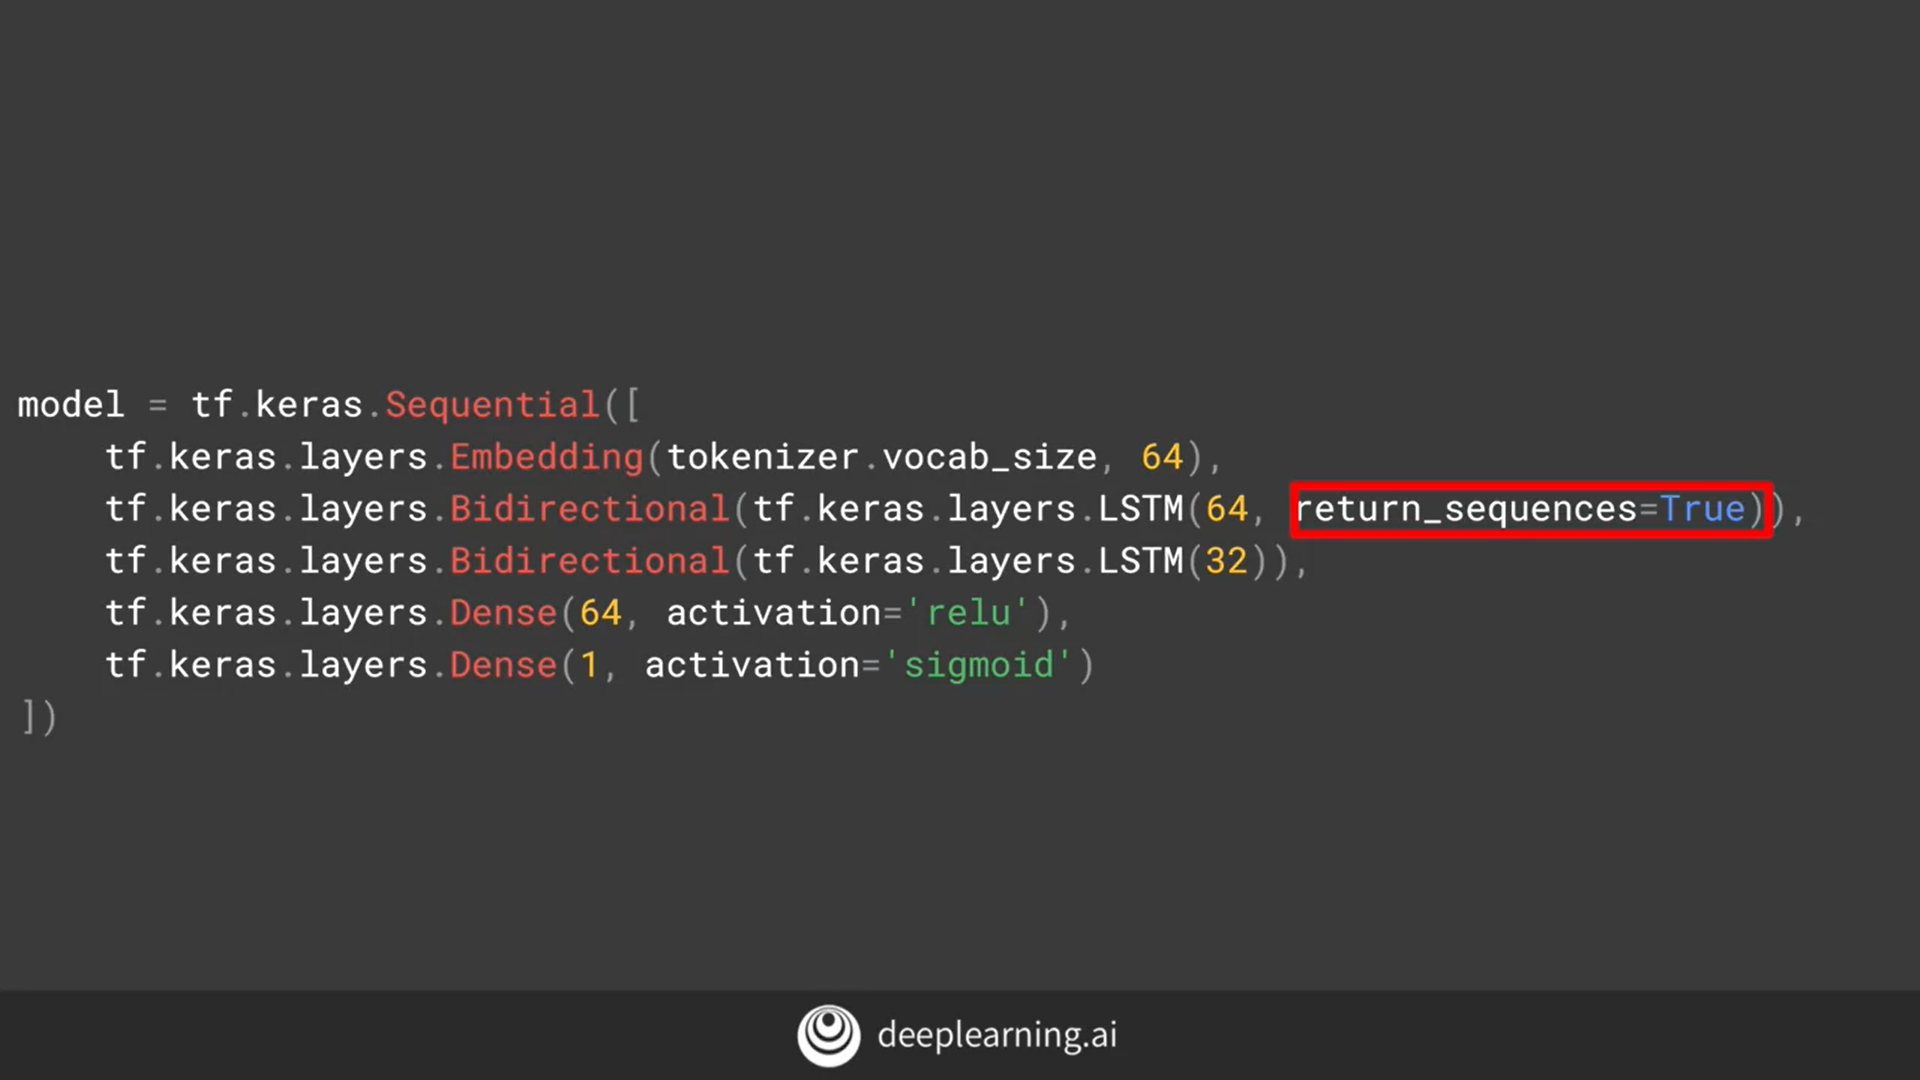 model = tf.keras.Sequential([
    tf.keras.layers.Embedding(tokenizer.vocab_size, 64),
    tf.keras.layers.Bidirectional(tf.keras.layers.LSTM(64, return_sequences=True)),
    tf.keras.layers.Bidirectional(tf.keras.layers.LSTM(32)),
    tf.keras.layers.Dense(64, activation='relu'),
    tf.keras.layers.Dense(1, activation='sigmoid')
])
deeplearning.ai